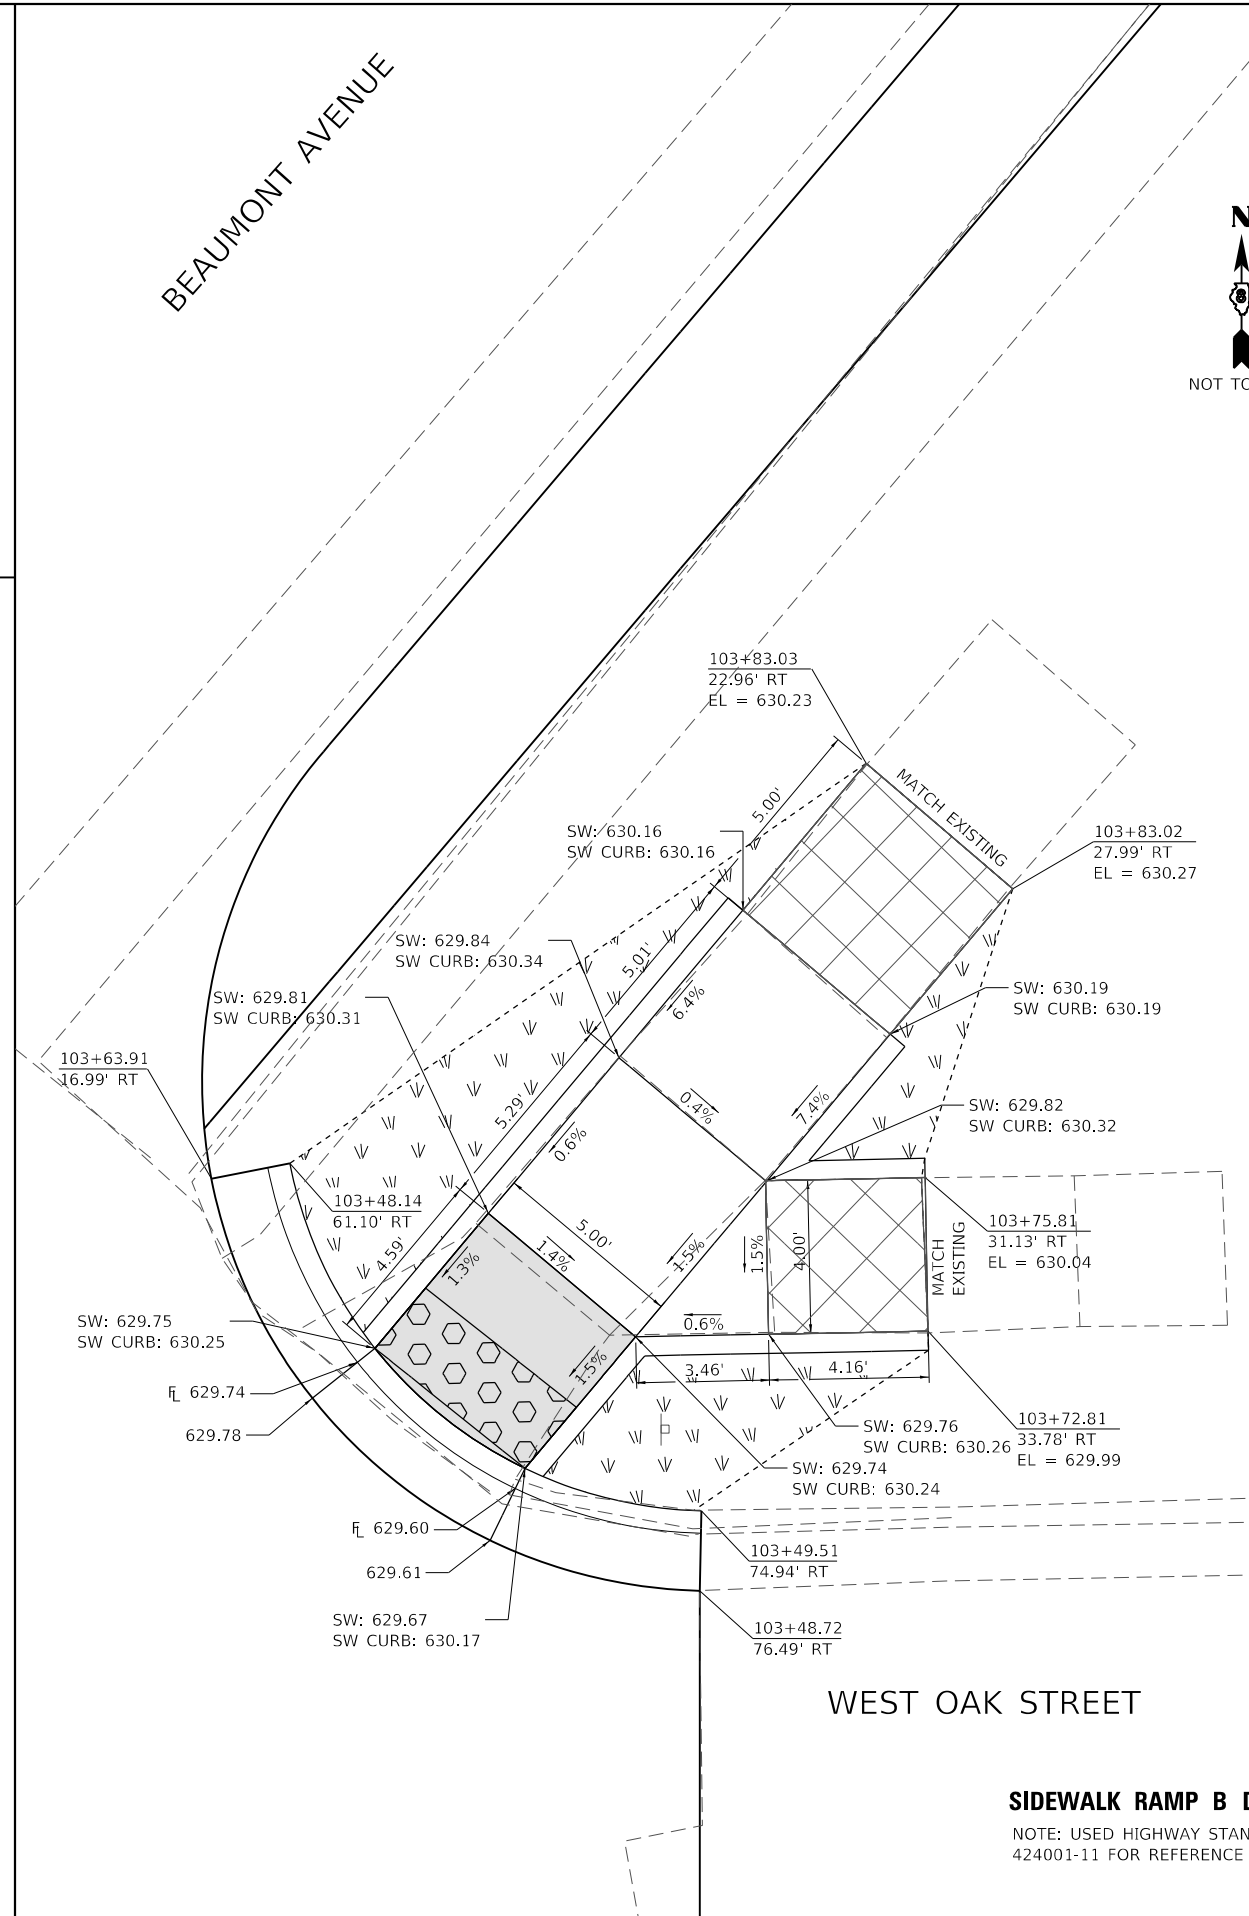 BEAUMONT AVENUE
N
NOT TO
103+83.03
22.96' RT
EL = 630.23
5.00'
MATCH EXISTING
SW: 630.16
SW CURB: 630.16
103+83.02
27.99' RT
EL = 630.27
SW: 629.84
SW CURB: 630.34
5.01'
6.4%
SW: 630.19
SW CURB: 630.19
SW: 629.81
SW CURB: 630.31
103+63.91
16.99' RT
5.29'
0.6%
0.4%
7.4%
SW: 629.82
SW CURB: 630.32
103+48.14
61.10' RT
4.59'
1.3%
1.4%
5.00'
1.5%
1.5%
4.00'
MATCH
EXISTING
103+75.81
31.13' RT
EL = 630.04
SW: 629.75
SW CURB: 630.25
0.6%
1.5%
3.46'
4.16'
FL 629.74
629.78
SW: 629.76
SW CURB: 630.26
103+72.81
33.78' RT
EL = 629.99
SW: 629.74
SW CURB: 630.24
FL 629.60
629.61
103+49.51
74.94' RT
SW: 629.67
SW CURB: 630.17
103+48.72
76.49' RT
WEST OAK STREET
SIDEWALK RAMP B D
NOTE: USED HIGHWAY STAN
424001-11 FOR REFERENCE